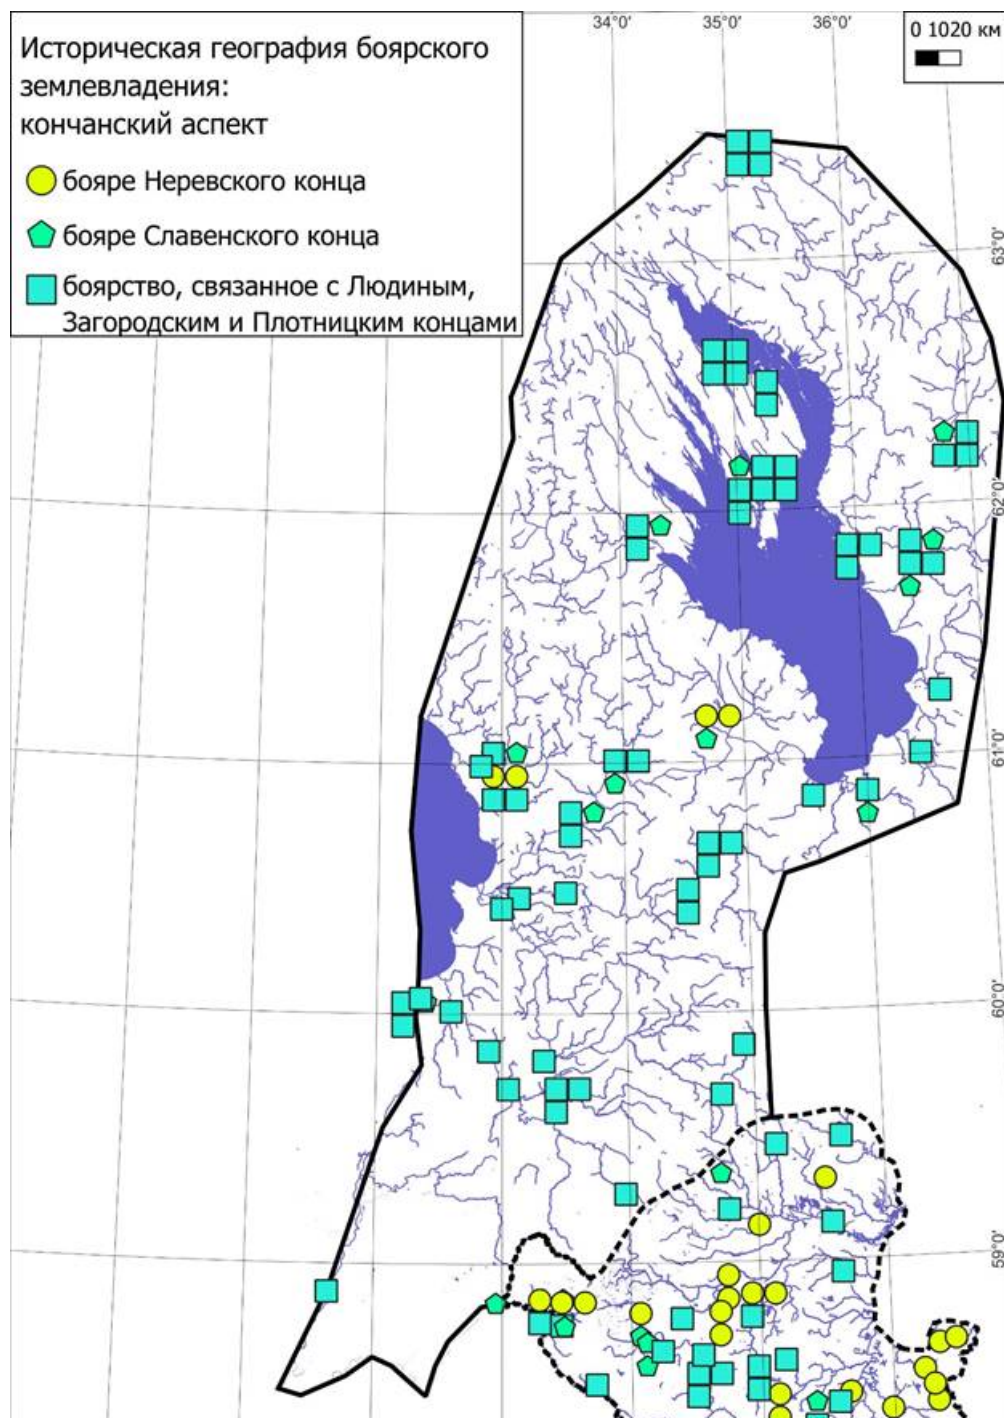 Историческая география боярского
землевладения:
кончанский аспект
бояре Неревского конца
бояре Славенского конца
боярство, связанное с Людиным,
Загородским и Плотницким концами
34°0'
35°0'
36°0'
0 1020 км
63°0'
62°0'
61°0'
60°0'
59°0'